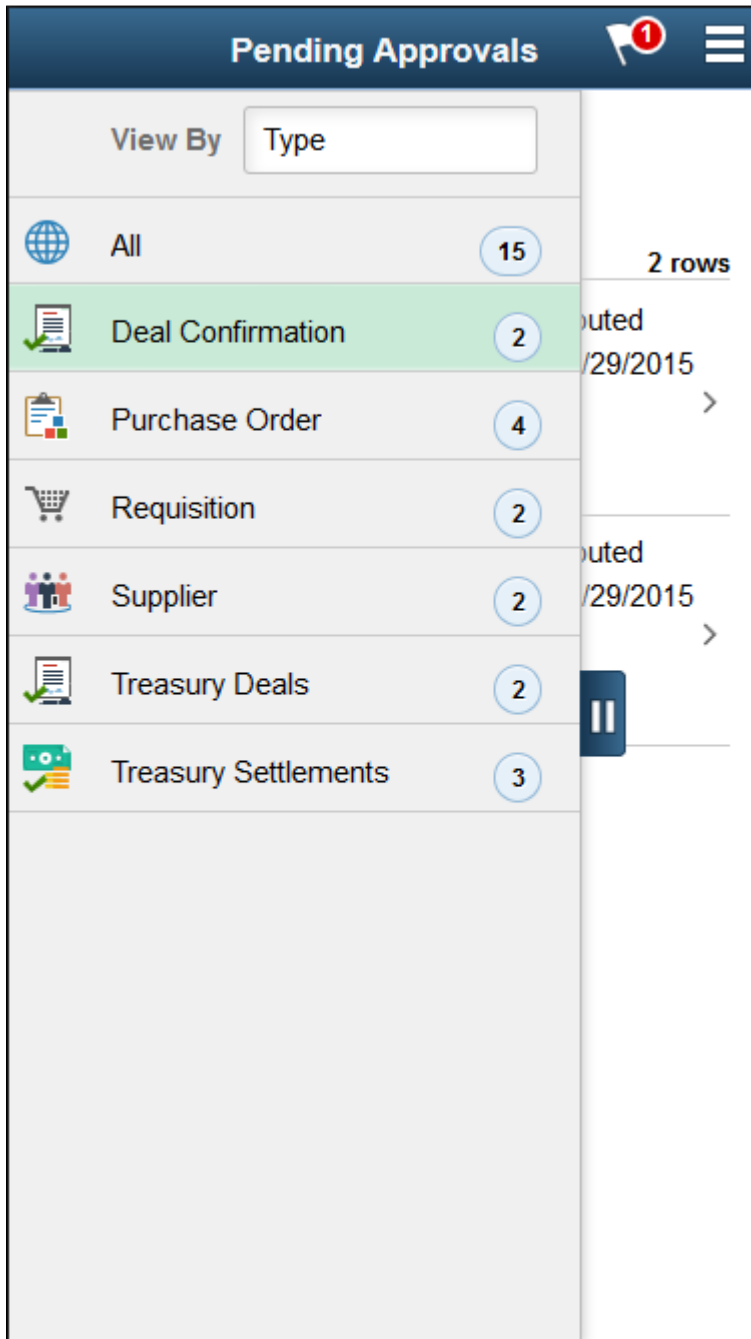 Pending Approvals 1
View By Type
All 15
2 rows
Deal Confirmation 2
/29/2015
Purchase Order 4
Requisition 2
Supplier 2
/29/2015
Treasury Deals 2
Treasury Settlements 3